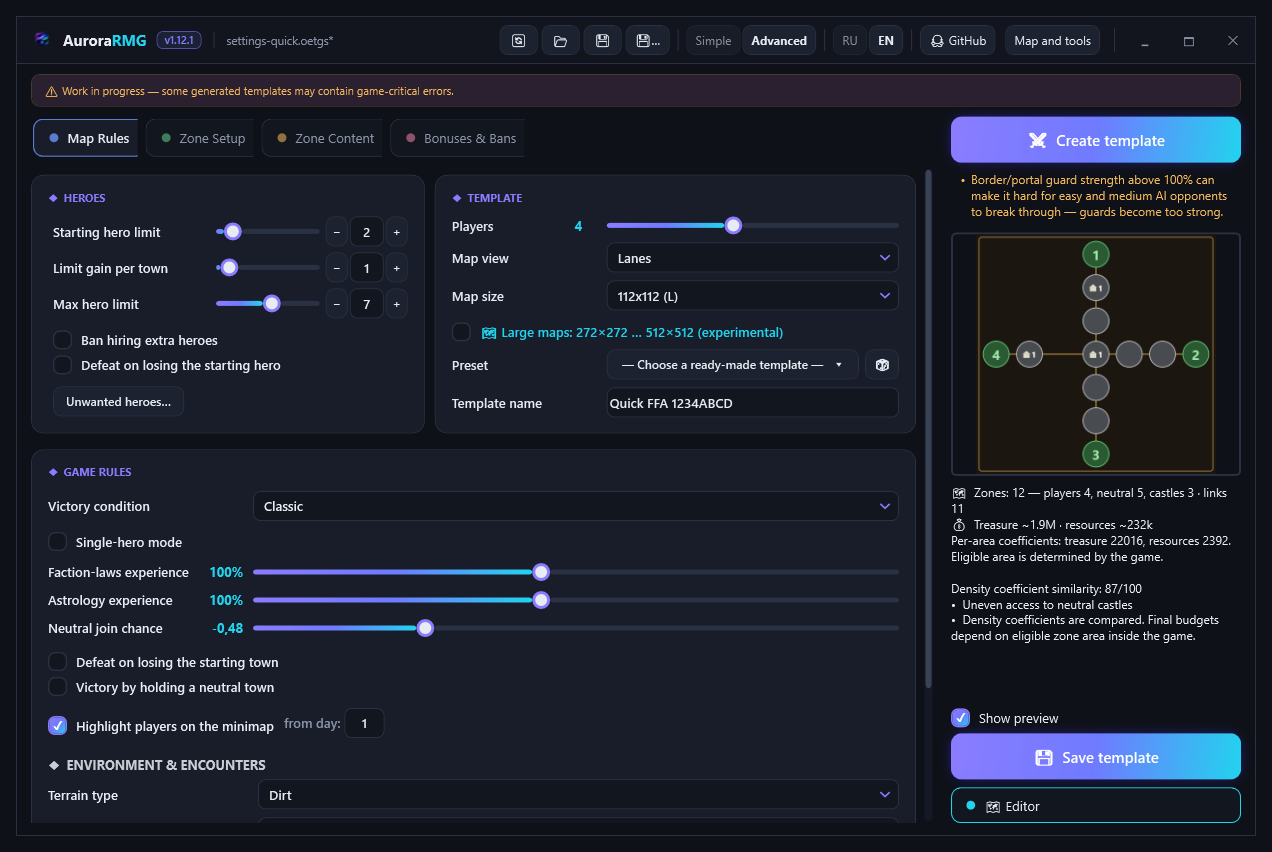 AuroraRMG v1.12.1 settings-quick.oetgs* ... Simple Advanced RU EN GitHub Map and tools
Work in progress — some generated templates may contain game-critical errors.
Map Rules Zone Setup Zone Content Bonuses & Bans
HEROES
Starting hero limit − 2 +
Limit gain per town − 1 +
Max hero limit − 7 +
Ban hiring extra heroes
Defeat on losing the starting hero
Unwanted heroes...
TEMPLATE
Players 4
Map view Lanes
Map size 112x112 (L)
Large maps: 272×272 ... 512×512 (experimental)
Preset — Choose a ready-made template —
Template name Quick FFA 1234ABCD
GAME RULES
Victory condition Classic
Single-hero mode
Faction-laws experience 100%
Astrology experience 100%
Neutral join chance -0,48
Defeat on losing the starting town
Victory by holding a neutral town
Highlight players on the minimap from day: 1
ENVIRONMENT & ENCOUNTERS
Terrain type Dirt
Create template
• Border/portal guard strength above 100% can
make it hard for easy and medium AI opponents
to break through — guards become too strong.
1
1
4 1 1 2
3
Zones: 12 — players 4, neutral 5, castles 3 · links
11
Treasure ~1.9M · resources ~232k
Per-area coefficients: treasure 22016, resources 2392.
Eligible area is determined by the game.
Density coefficient similarity: 87/100
• Uneven access to neutral castles
• Density coefficients are compared. Final budgets
depend on eligible zone area inside the game.
Show preview
Save template
Editor